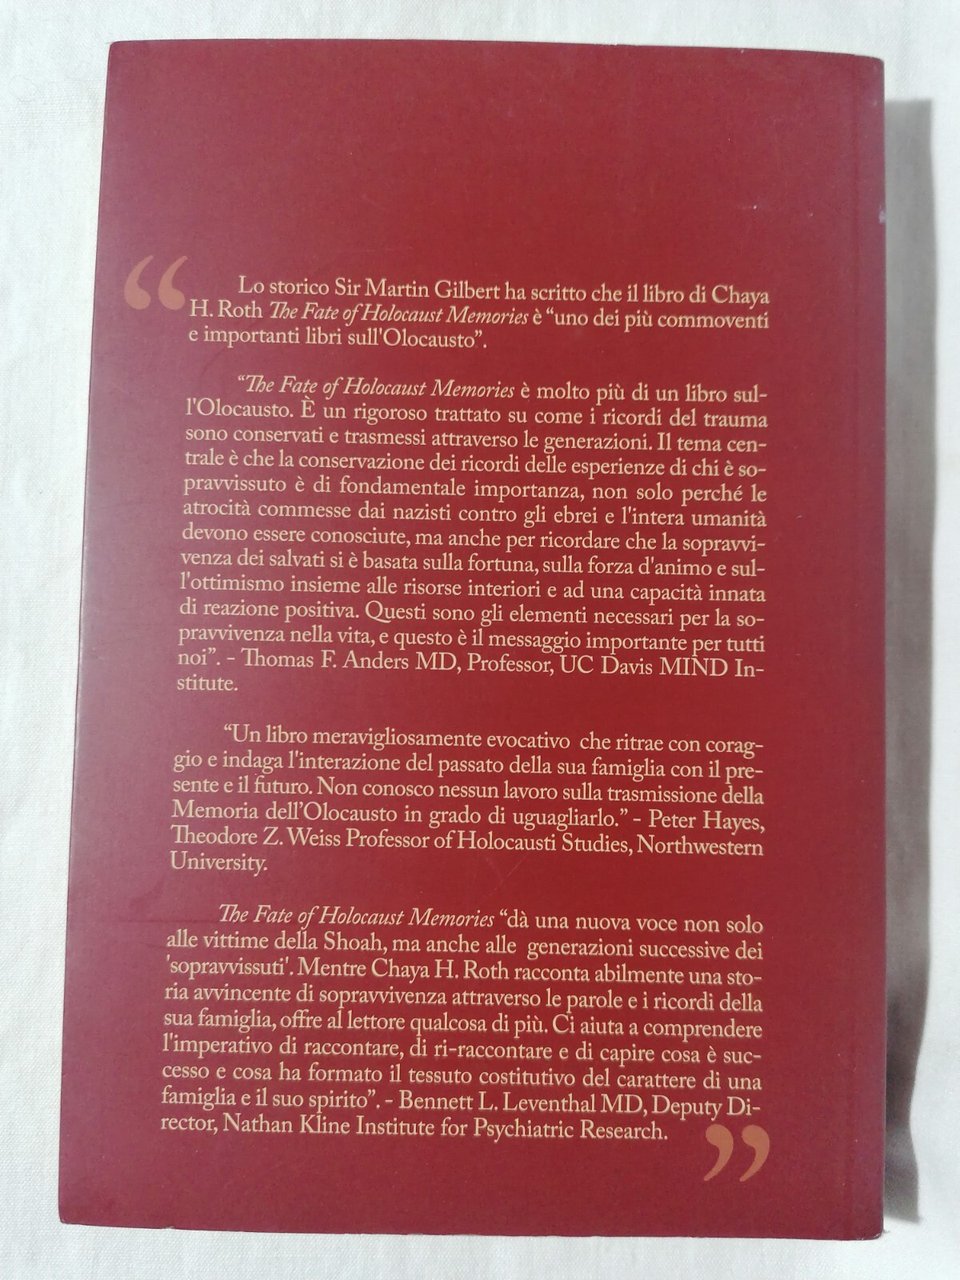 “
Lo storico Sir Martin Gilbert ha scritto che il libro di Chaya
H. Roth The Fate of Holocaust Memories è “uno dei più commoventi
e importanti libri sull'Olocausto”.
“The Fate of Holocaust Memories è molto più di un libro sul-
l'Olocausto. È un rigoroso trattato su come i ricordi del trauma
sono conservati e trasmessi attraverso le generazioni. Il tema cen-
trale è che la conservazione dei ricordi delle esperienze di chi è so-
pravvissuto è di fondamentale importanza, non solo perché le
atrocità commesse dai nazisti contro gli ebrei e l'intera umanità
devono essere conosciute, ma anche per ricordare che la sopravvi-
venza dei salvati si è basata sulla fortuna, sulla forza d'animo e sul-
l'ottimismo insieme alle risorse interiori e ad una capacità innata
di reazione positiva. Questi sono gli elementi necessari per la so-
pravvivenza nella vita, e questo è il messaggio importante per tutti
noi”. - Thomas F. Anders MD, Professor, UC Davis MIND In-
stitute.
“Un libro meravigliosamente evocativo che ritrae con corag-
gio e indaga l'interazione del passato della sua famiglia con il pre-
sente e il futuro. Non conosco nessun lavoro sulla trasmissione della
Memoria dell’Olocausto in grado di uguagliarlo.” - Peter Hayes,
Theodore Z. Weiss Professor of Holocausti Studies, Northwestern
University.
The Fate of Holocaust Memories “dà una nuova voce non solo
alle vittime della Shoah, ma anche alle generazioni successive dei
'sopravvissuti'. Mentre Chaya H. Roth racconta abilmente una sto-
ria avvincente di sopravvivenza attraverso le parole e i ricordi della
sua famiglia, offre al lettore qualcosa di più. Ci aiuta a comprendere
l'imperativo di raccontare, di ri-raccontare e di capire cosa è suc-
cesso e cosa ha formato il tessuto costitutivo del carattere di una
famiglia e il suo spirito”. - Bennett L. Leventhal MD, Deputy Di-
rector, Nathan Kline Institute for Psychiatric Research.
”